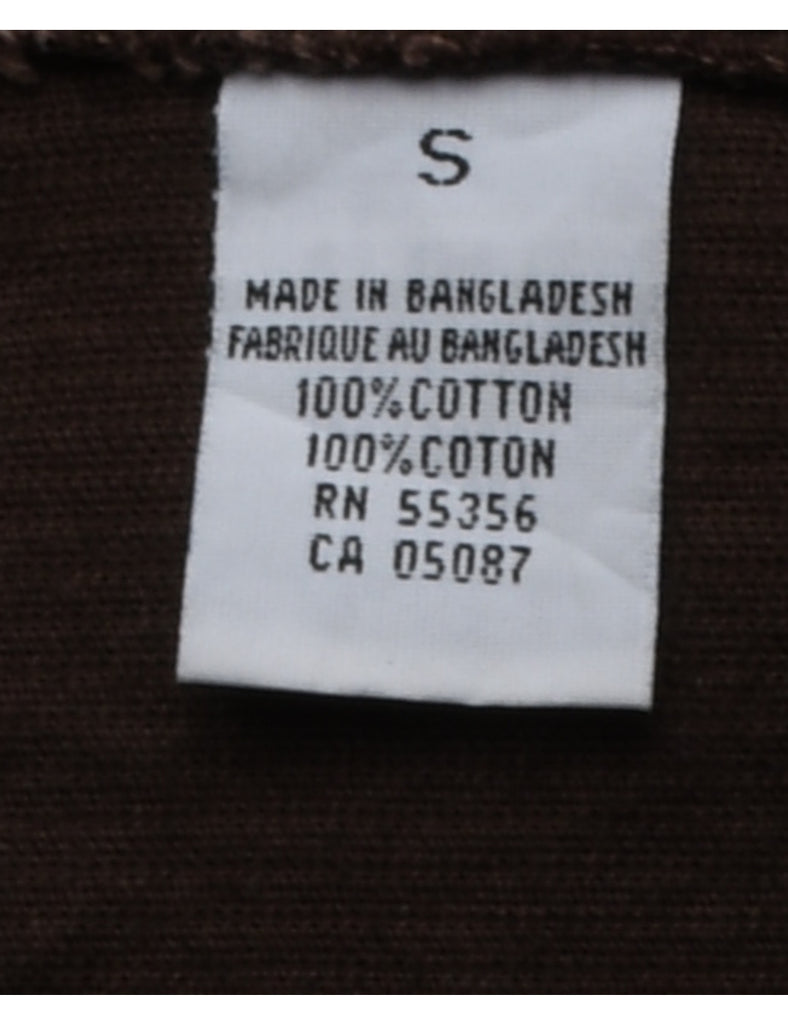 S
MADE IN BANGLADESH
FABRIQUE AU BANGLADESH
100%COTTON
100%COTON
RN 55356
CA 05087